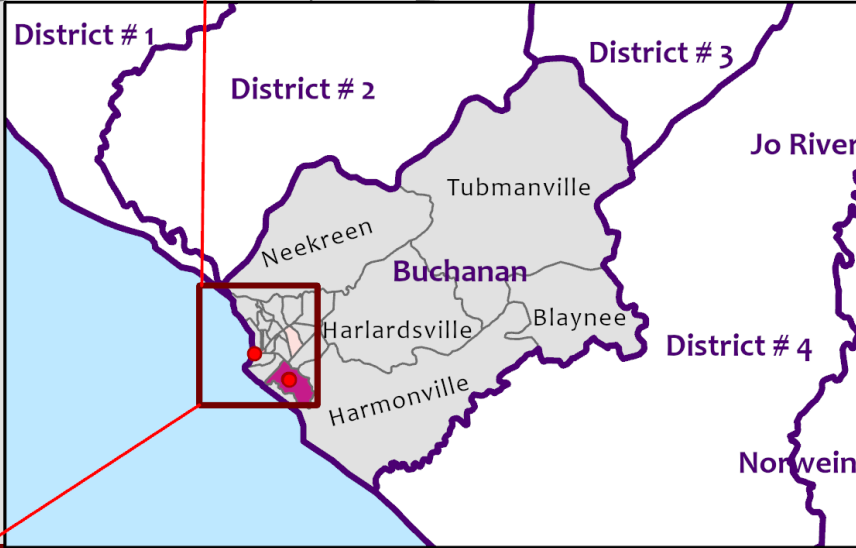 District # 1
District # 2
District # 3
Jo River
Tubmanville
Neekreen
Buchanan
Harlardsville
Blaynee
District # 4
Harmonville
Norwein